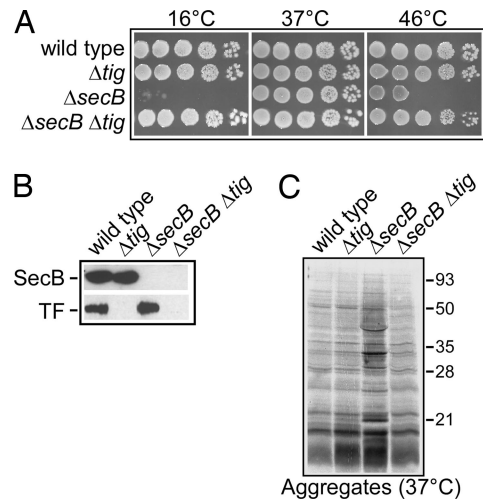 A
16°C 37°C 46°C
wild type
Δtig
ΔsecB
ΔsecB Δtig
B
wild type
Δtig
ΔsecB
ΔsecB Δtig
SecB -
TF -
C
wild type
Δtig
ΔsecB
ΔsecB Δtig
-93
-50
-35
-28
-21
Aggregates (37°C)